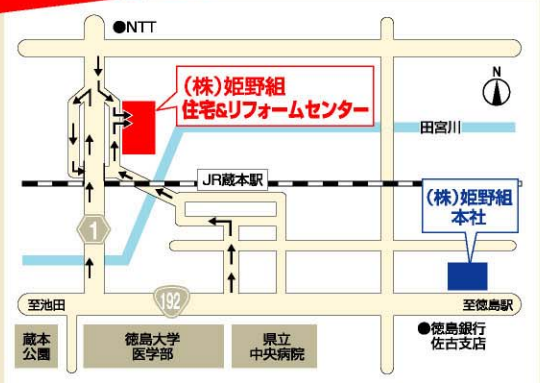 ●NTT
(株)姫野組
住宅&リフォームセンター
N
田宮川
JR蔵本駅
(株)姫野組
本社
1
192
至池田
至徳島駅
蔵本
公園
徳島大学
医学部
県立
中央病院
●徳島銀行
佐古支店